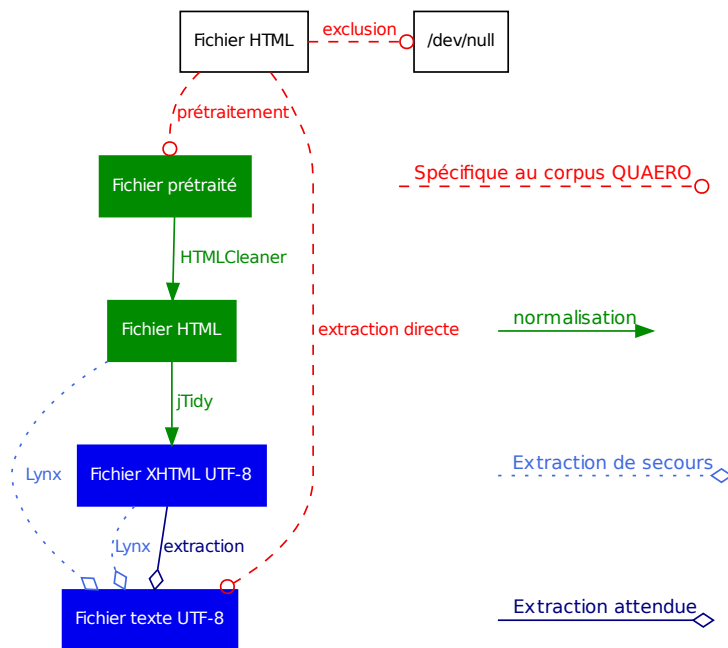 Fichier HTML
exclusion
/dev/null
prétraitement
Fichier prétraité
Spécifique au corpus QUAERO
HTMLCleaner
Fichier HTML
extraction directe
normalisation
jTidy
Lynx
Fichier XHTML UTF-8
Extraction de secours
Lynx
extraction
Fichier texte UTF-8
Extraction attendue